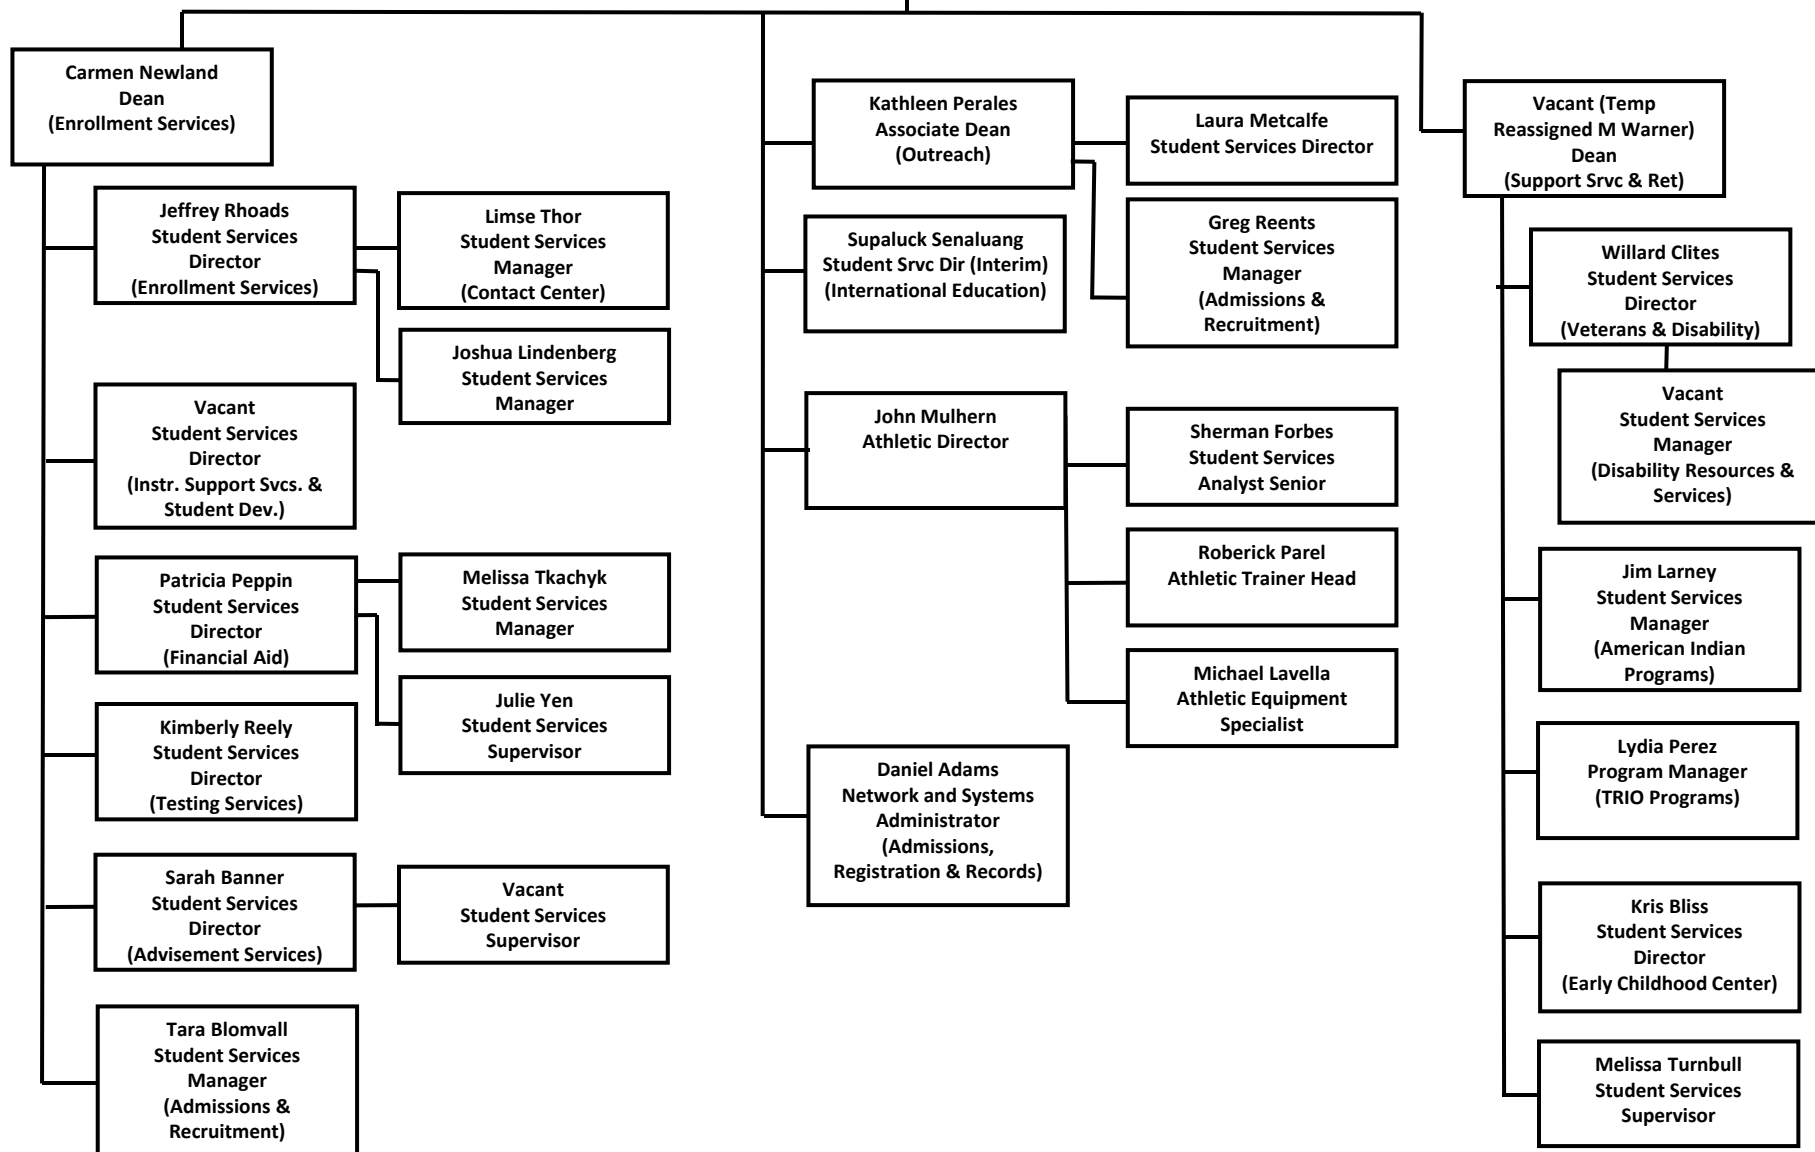 Carmen Newland
Dean
(Enrollment Services)
Jeffrey Rhoads
Student Services
Director
(Enrollment Services)
Limse Thor
Student Services
Manager
(Contact Center)
Joshua Lindenberg
Student Services
Manager
Vacant
Student Services
Director
(Instr. Support Svcs. &
Student Dev.)
Patricia Peppin
Student Services
Director
(Financial Aid)
Melissa Tkachyk
Student Services
Manager
Julie Yen
Student Services
Supervisor
Kimberly Reely
Student Services
Director
(Testing Services)
Sarah Banner
Student Services
Director
(Advisement Services)
Vacant
Student Services
Supervisor
Tara Blomvall
Student Services
Manager
(Admissions &
Recruitment)
Kathleen Perales
Associate Dean
(Outreach)
Laura Metcalfe
Student Services Director
Greg Reents
Student Services
Manager
(Admissions &
Recruitment)
Supaluck Senaluang
Student Srvc Dir (Interim)
(International Education)
John Mulhern
Athletic Director
Sherman Forbes
Student Services
Analyst Senior
Roberick Parel
Athletic Trainer Head
Michael Lavella
Athletic Equipment
Specialist
Daniel Adams
Network and Systems
Administrator
(Admissions,
Registration & Records)
Vacant (Temp
Reassigned M Warner)
Dean
(Support Srvc & Ret)
Willard Clites
Student Services
Director
(Veterans & Disability)
Vacant
Student Services
Manager
(Disability Resources &
Services)
Jim Larney
Student Services
Manager
(American Indian
Programs)
Lydia Perez
Program Manager
(TRIO Programs)
Kris Bliss
Student Services
Director
(Early Childhood Center)
Melissa Turnbull
Student Services
Supervisor